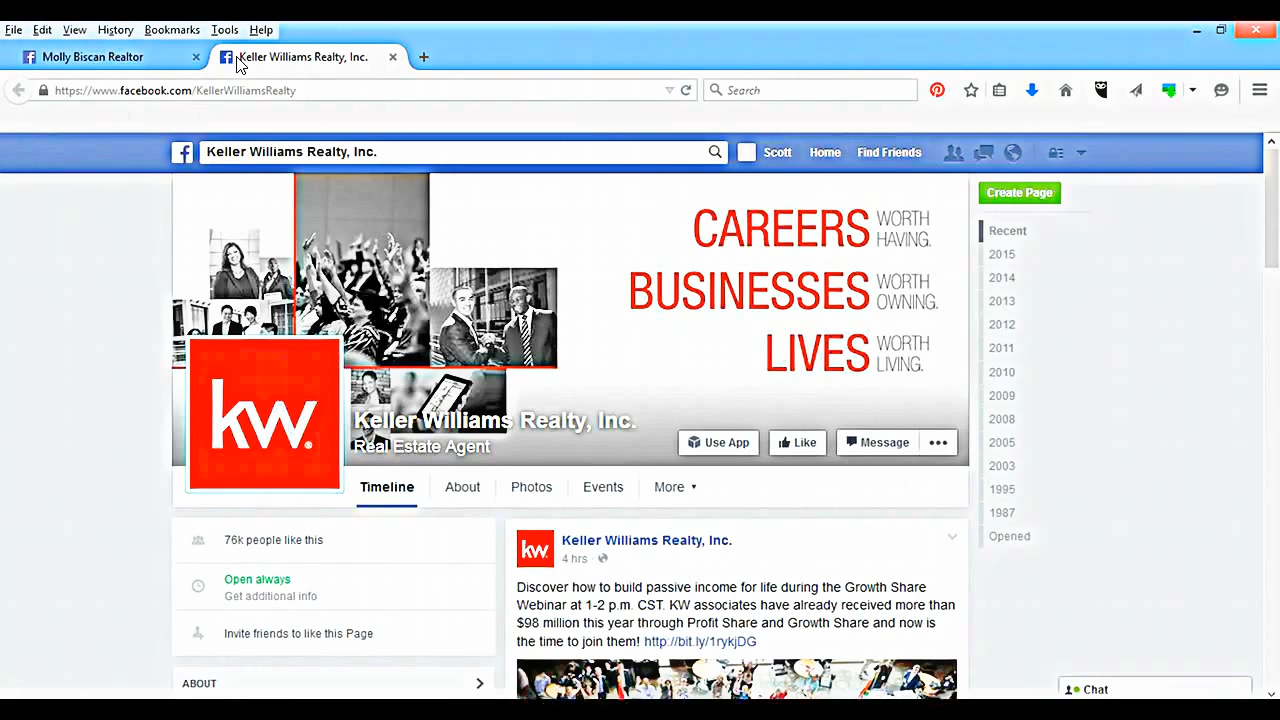 File Edit View History Bookmarks Tools Help
Molly Biscan Realtor
Keller Williams Realty, Inc.
https://www.facebook.com/KellerWilliamsRealty
Search
Keller Williams Realty, Inc.
Scott Home Find Friends
CAREERS WORTH HAVING.
BUSINESSES WORTH OWNING.
LIVES WORTH LIVING.
kw.
Keller Williams Realty, Inc.
Real Estate Agent
Use App Like Message
Timeline About Photos Events More
Create Page
Recent
2015
2014
2013
2012
2011
2010
2009
2008
2005
2003
1995
1987
Opened
76k people like this
Open always
Get additional info
Invite friends to like this Page
ABOUT
kw.
Keller Williams Realty, Inc.
4 hrs
Discover how to build passive income for life during the Growth Share
Webinar at 1-2 p.m. CST. KW associates have already received more than
$98 million this year through Profit Share and Growth Share and now is
the time to join them! http://bit.ly/1rykjDG
Chat